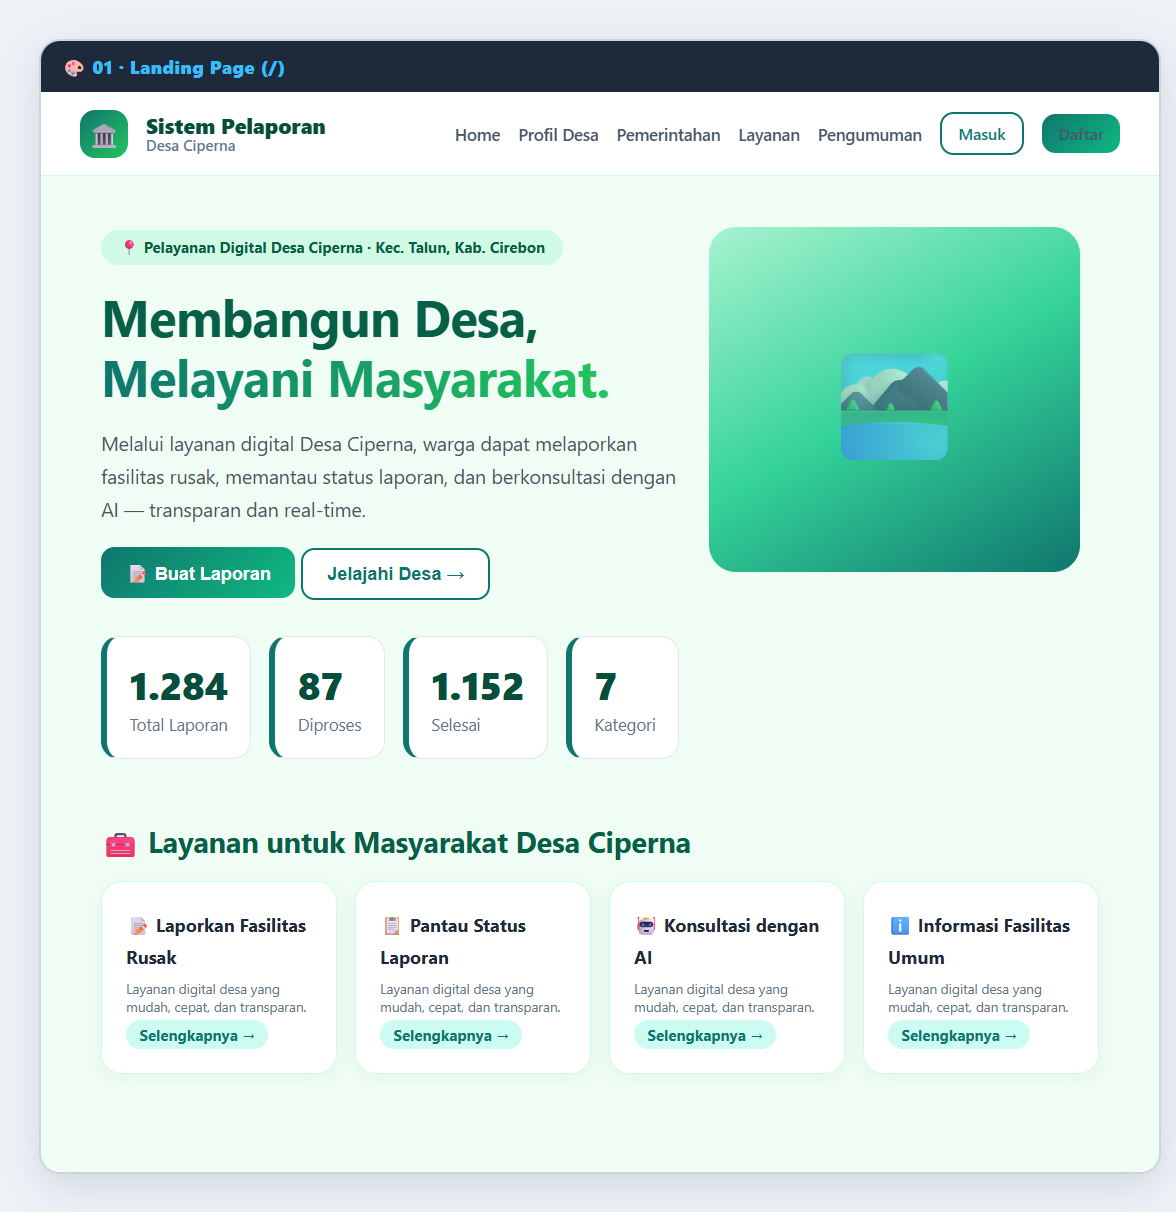 01 · Landing Page (/)
Sistem Pelaporan
Desa Ciperna
Home Profil Desa Pemerintahan Layanan Pengumuman Masuk Daftar
Pelayanan Digital Desa Ciperna · Kec. Talun, Kab. Cirebon
Membangun Desa,
Melayani Masyarakat.
Melalui layanan digital Desa Ciperna, warga dapat melaporkan
fasilitas rusak, memantau status laporan, dan berkonsultasi dengan
AI — transparan dan real-time.
Buat Laporan
Jelajahi Desa →
1.284
Total Laporan
87
Diproses
1.152
Selesai
7
Kategori
Layanan untuk Masyarakat Desa Ciperna
Laporkan Fasilitas
Rusak
Layanan digital desa yang
mudah, cepat, dan transparan.
Selengkapnya →
Pantau Status
Laporan
Layanan digital desa yang
mudah, cepat, dan transparan.
Selengkapnya →
Konsultasi dengan
AI
Layanan digital desa yang
mudah, cepat, dan transparan.
Selengkapnya →
Informasi Fasilitas
Umum
Layanan digital desa yang
mudah, cepat, dan transparan.
Selengkapnya →